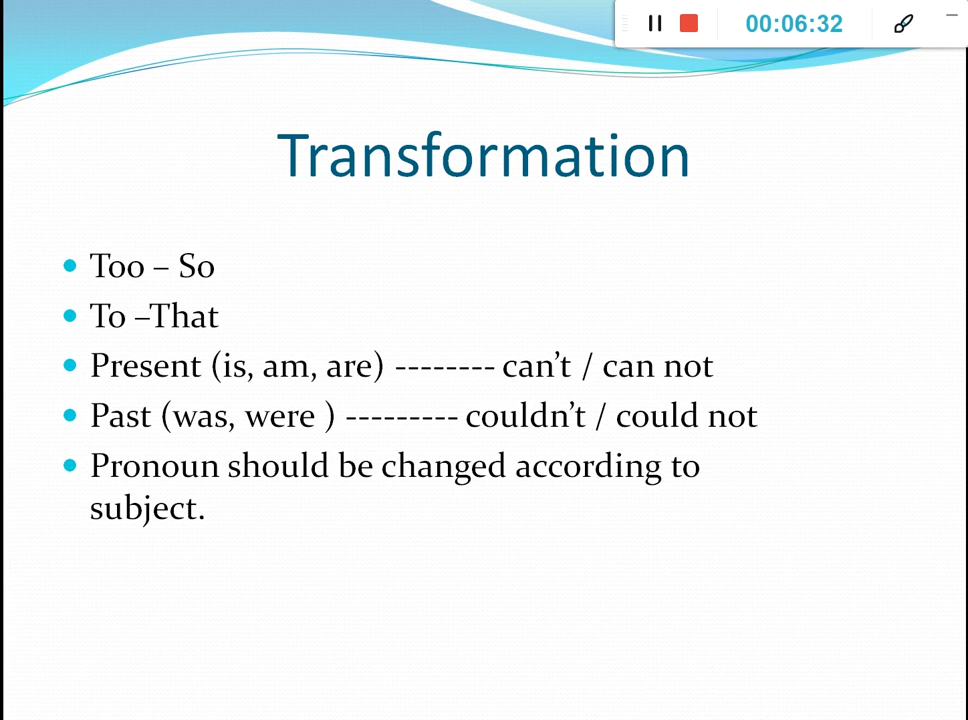 00:06:32
Transformation
Too – So
To –That
Present (is, am, are) -------- can’t / can not
Past (was, were ) --------- couldn’t / could not
Pronoun should be changed according to
subject.